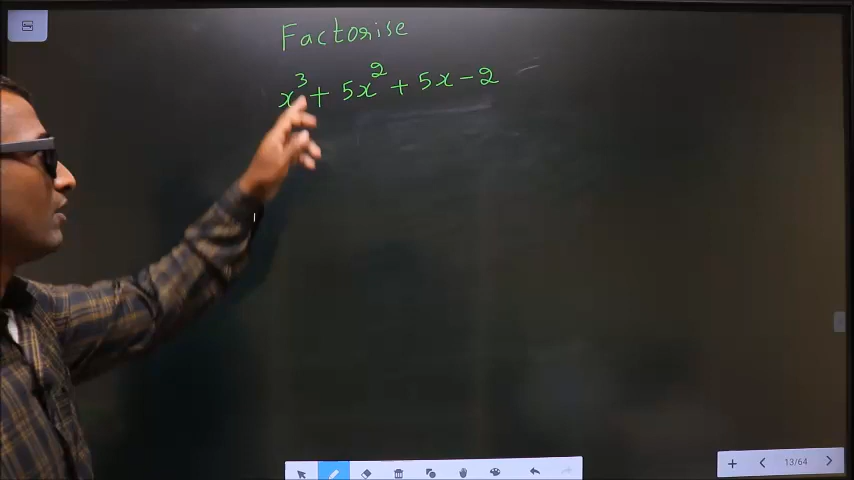 Factorise
x³ + 5x² + 5x - 2
13/64